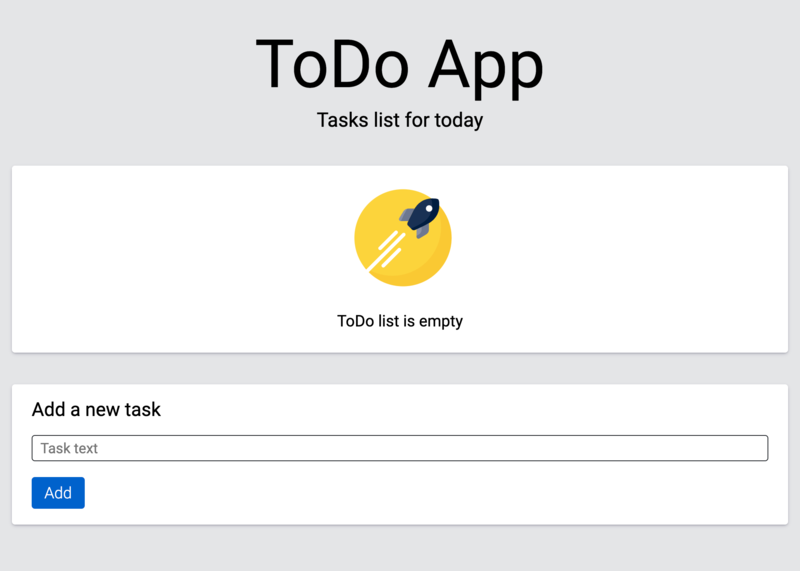 ToDo App
Tasks list for today
ToDo list is empty
Add a new task
Task text
Add